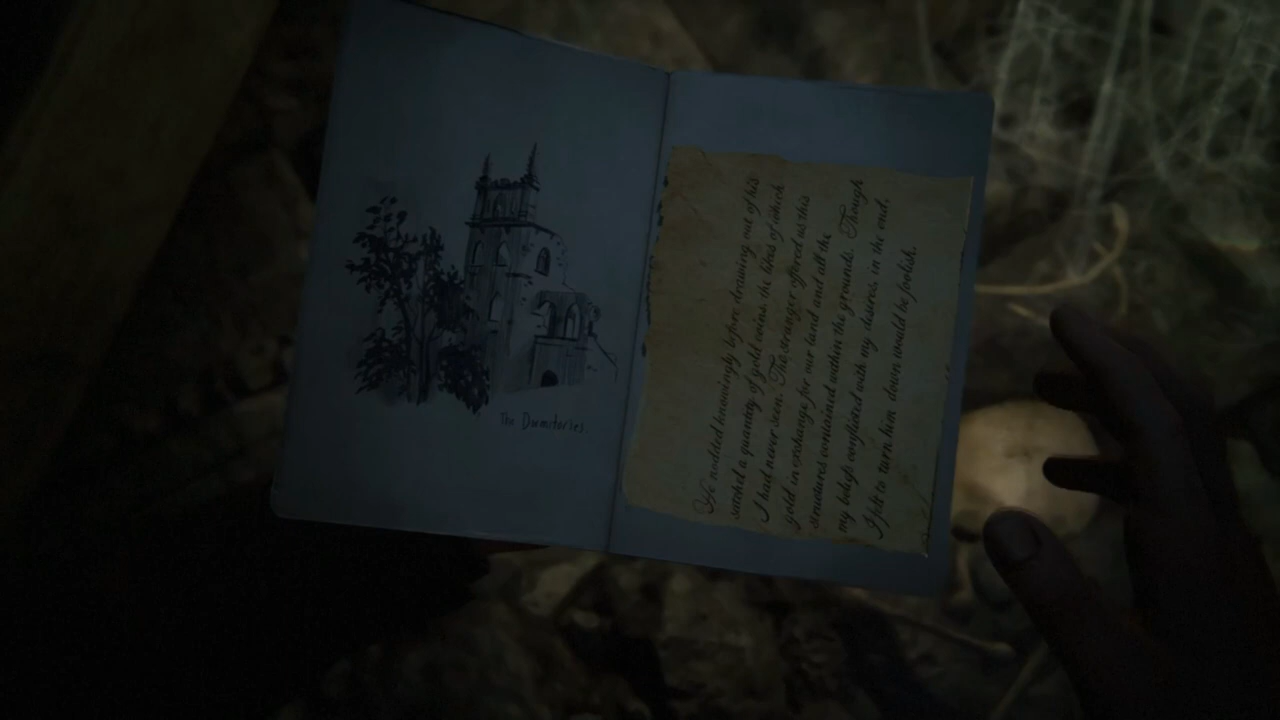 The Dormitories
He nodded knowingly before drawing out of his
satchel a quantity of gold coins, the likes of which
I had never seen. The stranger offered us this
gold in exchange for our land and all the
structures contained within the grounds. Though
my beliefs conflicted with my desires, in the end,
I felt to turn him down would be foolish.